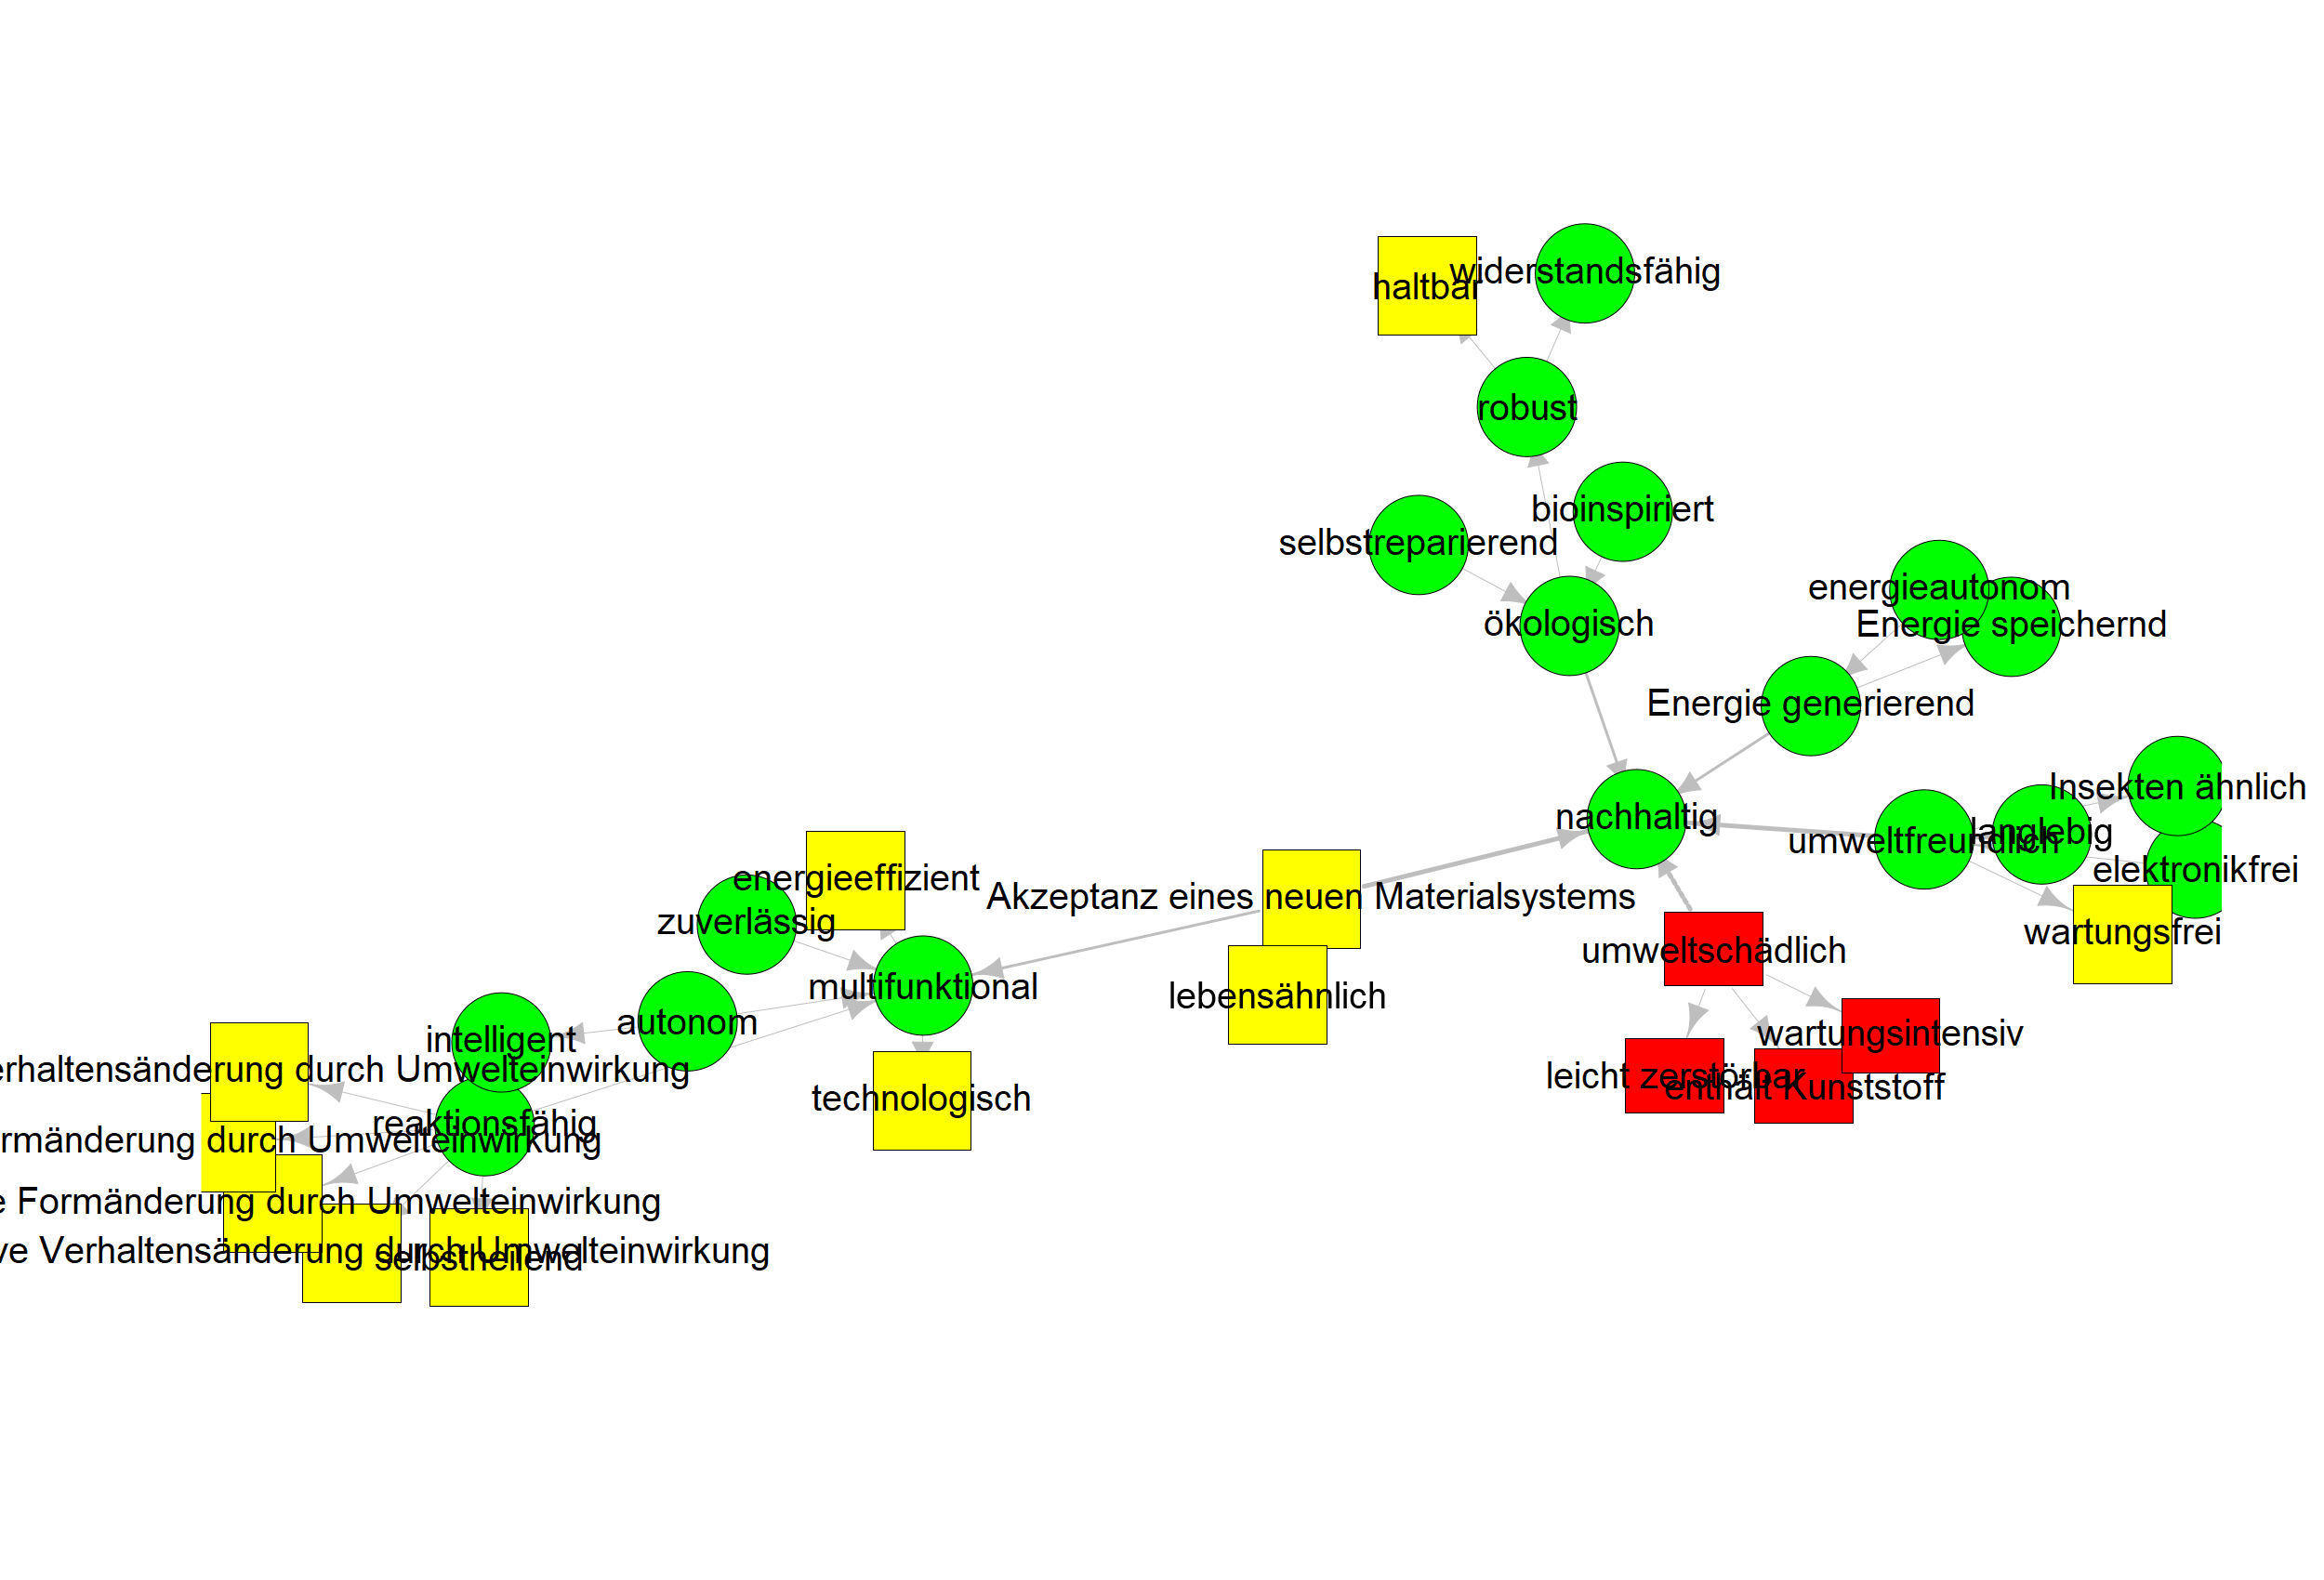 widerstandsfähig
haltbar
robust
bioinspiriert
selbstreparierend
energieautonom
ökologisch
Energie speichernd
Energie generierend
Insekten ähnlich
nachhaltig
langlebig
umweltfreundlich
elektronikfrei
energieeffizient
Akzeptanz eines neuen Materialsystems
zuverlässig
wartungsfrei
umweltschädlich
multifunktional
lebensähnlich
autonom
wartungsintensiv
intelligent
erhaltensänderung durch Umwelteinwirkung
leicht zerstörbar
enthält Kunststoff
technologisch
reaktionsfähig
rmänderung durch Umwelteinwirkung
e Formänderung durch Umwelteinwirkung
ve Verhaltensänderung durch Umwelteinwirkung
selbstheilend